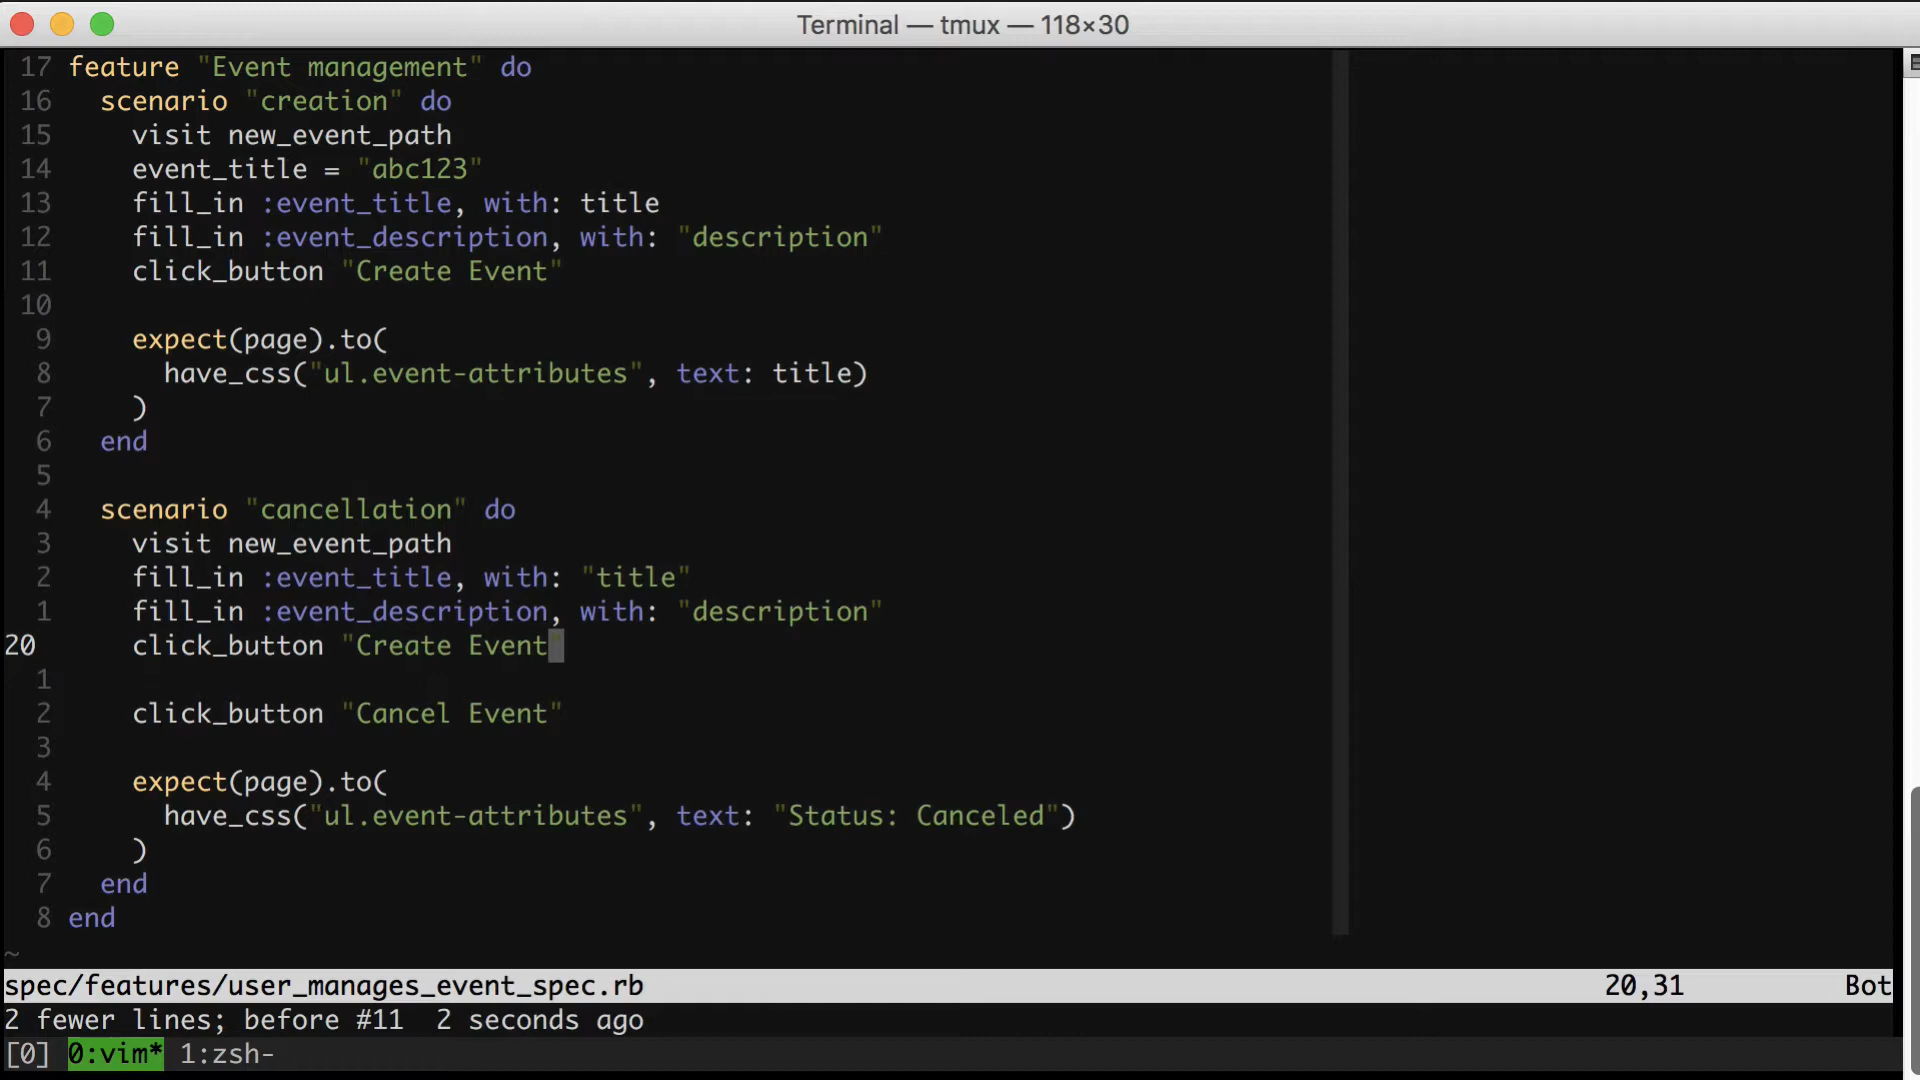 Terminal — tmux — 118×30
17 feature "Event management" do
16   scenario "creation" do
15     visit new_event_path
14     event_title = "abc123"
13     fill_in :event_title, with: title
12     fill_in :event_description, with: "description"
11     click_button "Create Event"
10
9     expect(page).to(
8       have_css("ul.event-attributes", text: title)
7     )
6   end
5
4   scenario "cancellation" do
3     visit new_event_path
2     fill_in :event_title, with: "title"
1     fill_in :event_description, with: "description"
20     click_button "Create Event"
1
2     click_button "Cancel Event"
3
4     expect(page).to(
5       have_css("ul.event-attributes", text: "Status: Canceled")
6     )
7   end
8 end
~
spec/features/user_manages_event_spec.rb 20,31 Bot
2 fewer lines; before #11  2 seconds ago
[0] 0:vim* 1:zsh-